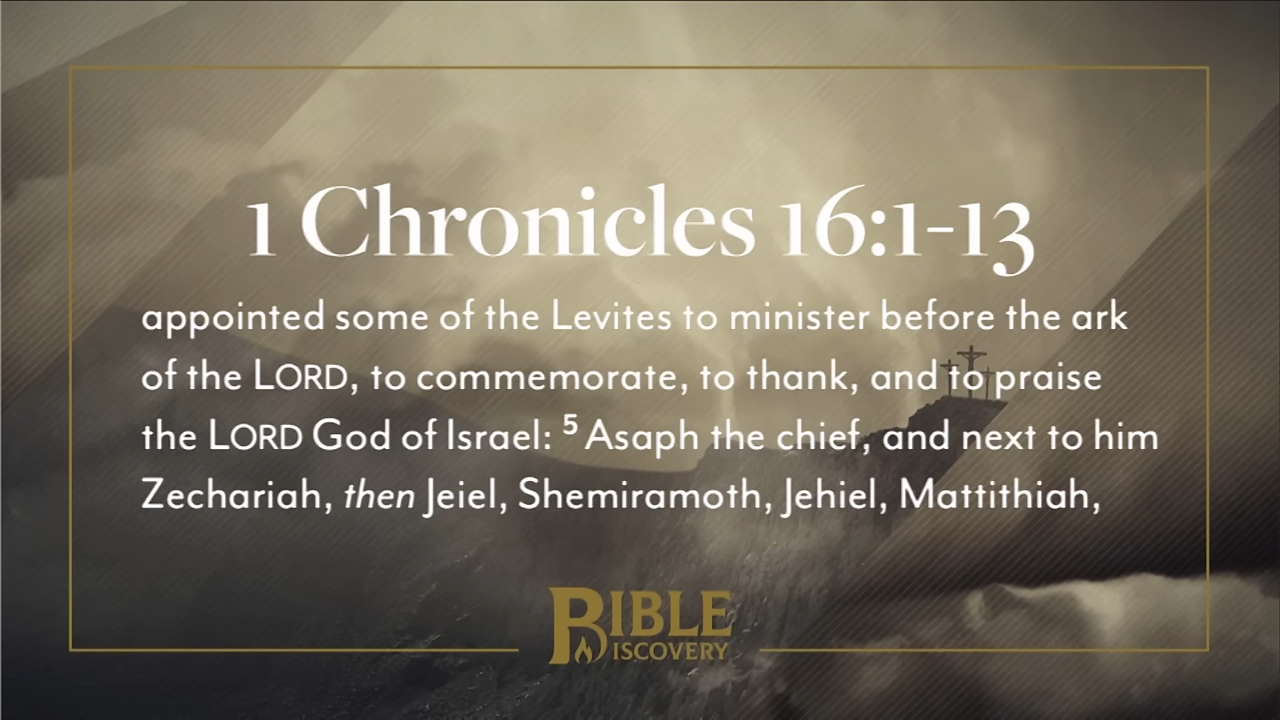 1 Chronicles 16:1-13
appointed some of the Levites to minister before the ark
of the LORD, to commemorate, to thank, and to praise
the LORD God of Israel: 5 Asaph the chief, and next to him
Zechariah, then Jeiel, Shemiramoth, Jehiel, Mattithiah,
BIBLE
DISCOVERY